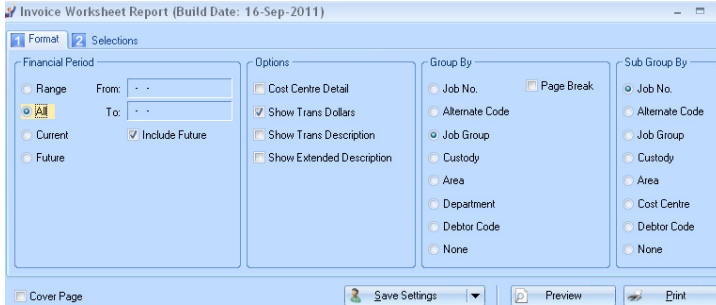 Invoice Worksheet Report (Build Date: 16-Sep-2011)
1 Format 2 Selections
Financial Period
Range From: - -
All To: - -
Current Include Future
Future
Options
Cost Centre Detail
Show Trans Dollars
Show Trans Description
Show Extended Description
Group By
Job No. Page Break
Alternate Code
Job Group
Custody
Area
Department
Debtor Code
None
Sub Group By
Job No.
Alternate Code
Job Group
Custody
Area
Cost Centre
Debtor Code
None
Cover Page Save Settings Preview Print